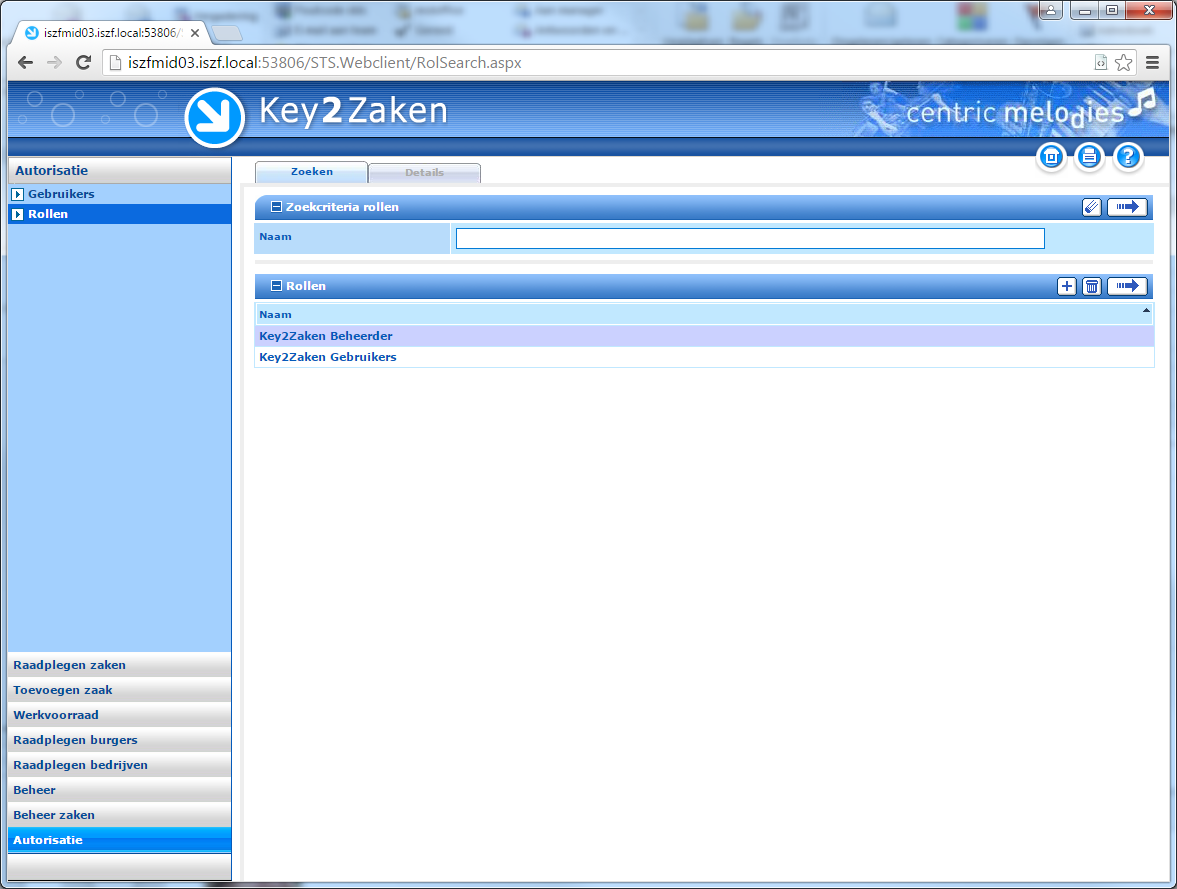 iszfmid03.iszf.local:53806/
iszfmid03.iszf.local:53806/STS.Webclient/RolSearch.aspx
Key2Zaken
centric melodies
Autorisatie
Gebruikers
Rollen
Zoeken
Details
Zoekcriteria rollen
Naam
Rollen
Naam
Key2Zaken Beheerder
Key2Zaken Gebruikers
Raadplegen zaken
Toevoegen zaak
Werkvoorraad
Raadplegen burgers
Raadplegen bedrijven
Beheer
Beheer zaken
Autorisatie